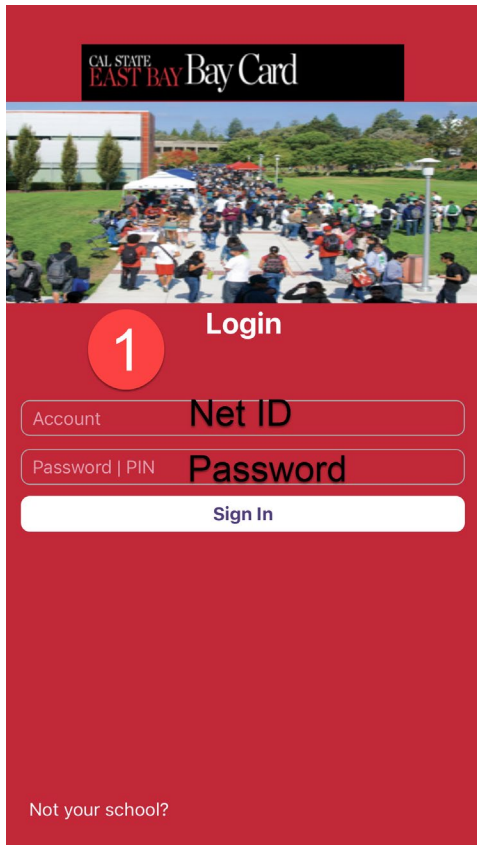 CAL STATE
EAST BAY Bay Card
Login
1
Account Net ID
Password | PIN Password
Sign In
Not your school?